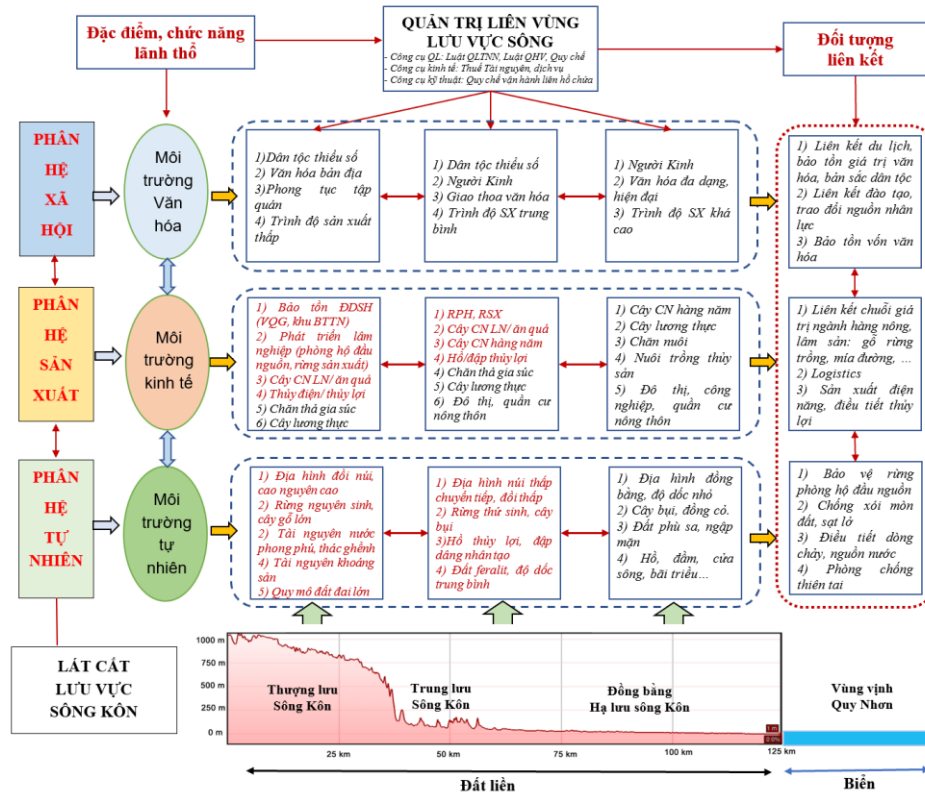 Đặc điểm, chức năng
lãnh thổ
QUẢN TRỊ LIÊN VÙNG
LƯU VỰC SÔNG
- Công cụ QL: Luật QLTNN, Luật QHV, Quy chế
- Công cụ kinh tế: Thuế Tài nguyên, dịch vụ
- Công cụ kỹ thuật: Quy chế vận hành liên hồ chứa
Đối tượng
liên kết
PHÂN
HỆ
XÃ
HỘI
Môi
trường
Văn
hóa
1)Dân tộc thiểu số
2) Văn hóa bản địa
3)Phong tục tập
quán
4) Trình độ sản xuất
thấp
1)Dân tộc thiểu số
2) Người Kinh
3) Giao thoa văn hóa
4) Trình độ SX trung
bình
1) Người Kinh
2) Văn hóa đa dạng,
hiện đại
3) Trình độ SX khá
cao
1) Liên kết du lịch,
bảo tồn giá trị văn
hóa, bản sắc dân tộc
2) Liên kết đào tạo,
trao đổi nguồn nhân
lực
3) Bảo tồn vốn văn
hóa
PHÂN
HỆ
SẢN
XUẤT
Môi
trường
kinh tế
1) Bảo tồn ĐDSH
(VQG, khu BTTN)
2) Phát triển lâm
nghiệp (phòng hộ đầu
nguồn, rừng sản xuất)
3) Cây CN LN/ ăn quả
4) Thủy điện/ thủy lợi
5) Chăn thả gia súc
6) Cây lương thực
1) RPH, RSX
2) Cây CN LN/ ăn quả
3) Cây CN hàng năm
4) Hồ/đập thủy lợi
4) Chăn thả gia súc
5) Cây lương thực
6) Đô thị, quần cư
nông thôn
1) Cây CN hàng năm
2) Cây lương thực
3) Chăn nuôi
4) Nuôi trồng thủy
sản
5) Đô thị, công
nghiệp, quần cư
nông thôn
1) Liên kết chuỗi giá
trị ngành hàng nông,
lâm sản: gỗ rừng
trồng, mía đường, ...
2) Logistics
3) Sản xuất điện
năng, điều tiết thủy
lợi
PHÂN
HỆ
TỰ
NHIÊN
Môi
trường
tự
nhiên
1) Địa hình đồi núi,
cao nguyên cao
2) Rừng nguyên sinh,
cây gỗ lớn
2) Tài nguyên nước
phong phú, thác ghềnh
4) Tài nguyên khoáng
sản
5) Quy mô đất đai lớn
1) Địa hình núi thấp
chuyển tiếp, đồi thấp
2) Rừng thứ sinh, cây
bụi
3)Hồ thủy lợi, đập
dâng nhân tạo
4) Đất feralit, độ dốc
trung bình
1) Địa hình đồng
bằng, độ dốc nhỏ
2) Cây bụi, đồng cỏ.
3) Đất phù sa, ngập
mặn
4) Hồ, đầm, cửa
sông, bãi triều...
1) Bảo vệ rừng
phòng hộ đầu nguồn
2) Chống xói mòn
đất, sạt lở
3) Điều tiết dòng
chảy, nguồn nước
4) Phòng chống
thiên tai
LÁT CẮT
LƯU VỰC
SÔNG KÔN
1000 m
750 m
500 m
250 m
0 m
Thượng lưu
Sông Kôn
Trung lưu
Sông Kôn
Đồng bằng
Hạ lưu sông Kôn
Vùng vịnh
Quy Nhơn
1 m
0.0%
25 km
50 km
75 km
100 km
125 km
Đất liền
Biển